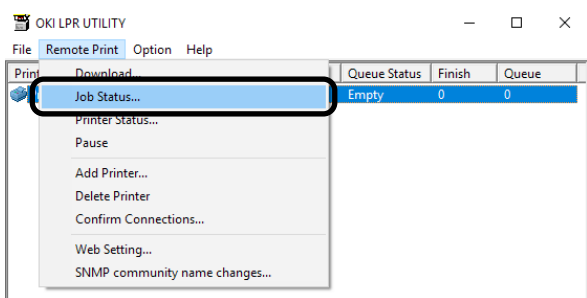 OKI LPR UTILITY
File Remote Print Option Help
Print Queue Status Finish Queue
Download...
Job Status... Empty 0 0
Printer Status...
Pause
Add Printer...
Delete Printer
Confirm Connections...
Web Setting...
SNMP community name changes...